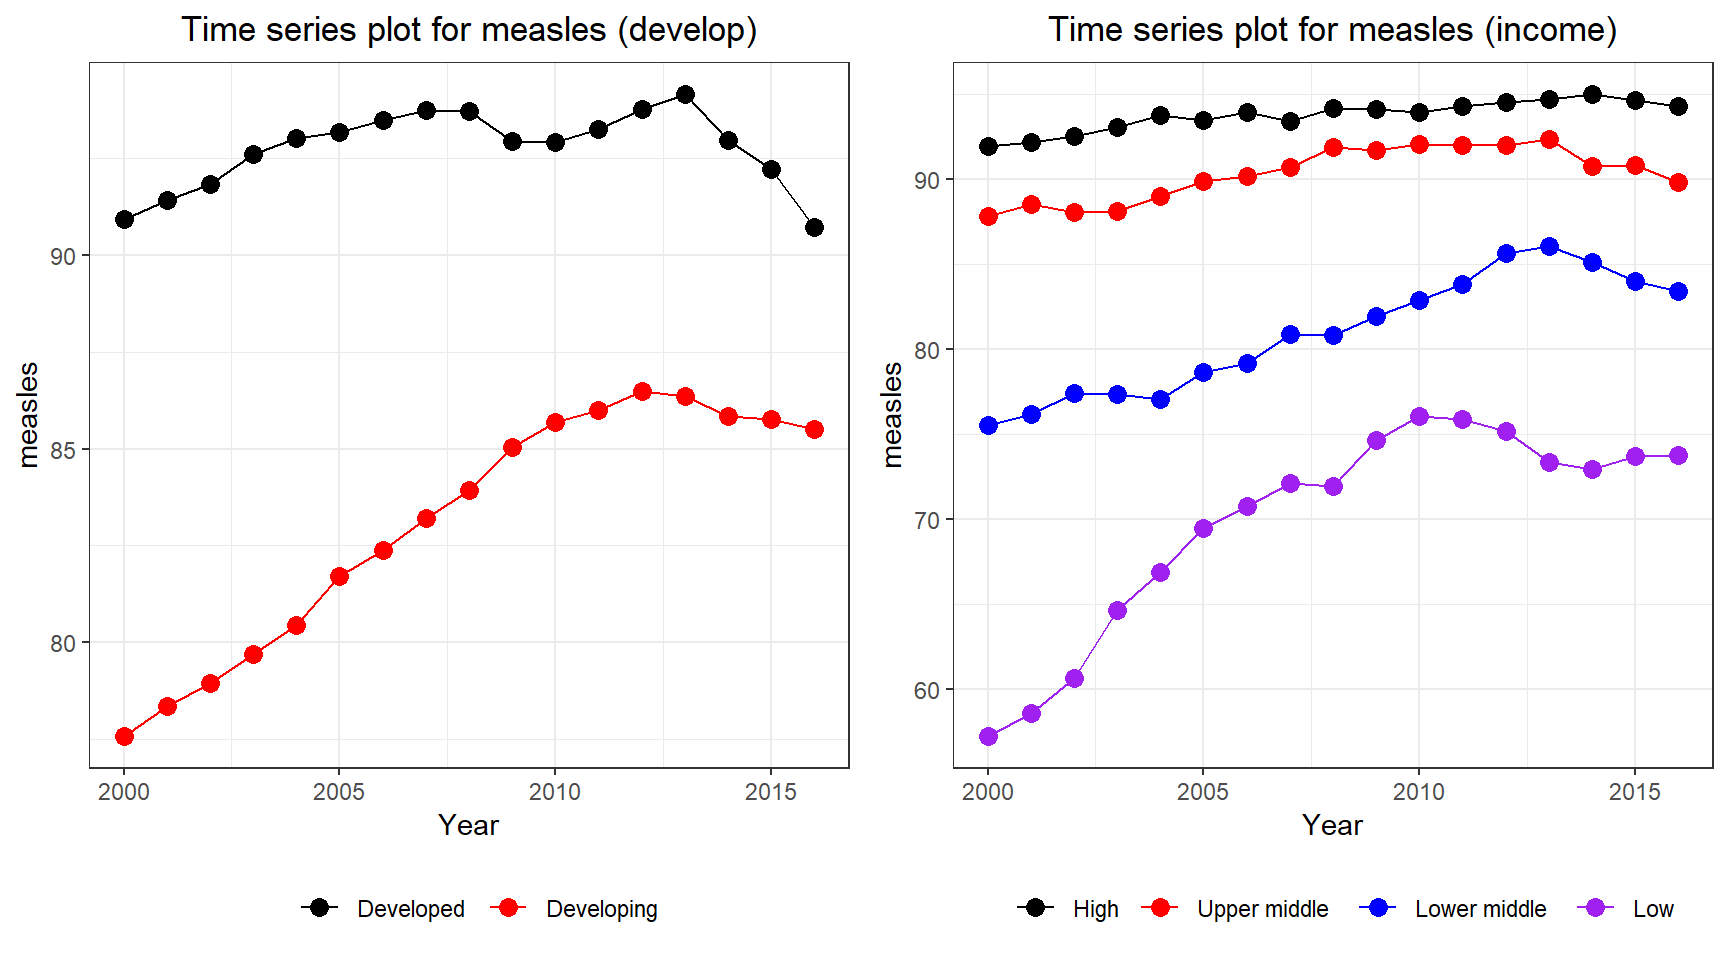 Time series plot for measles (develop)
measles
90
85
80
2000 2005 2010 2015
Year
Developed Developing
Time series plot for measles (income)
measles
90
80
70
60
2000 2005 2010 2015
Year
High Upper middle Lower middle Low